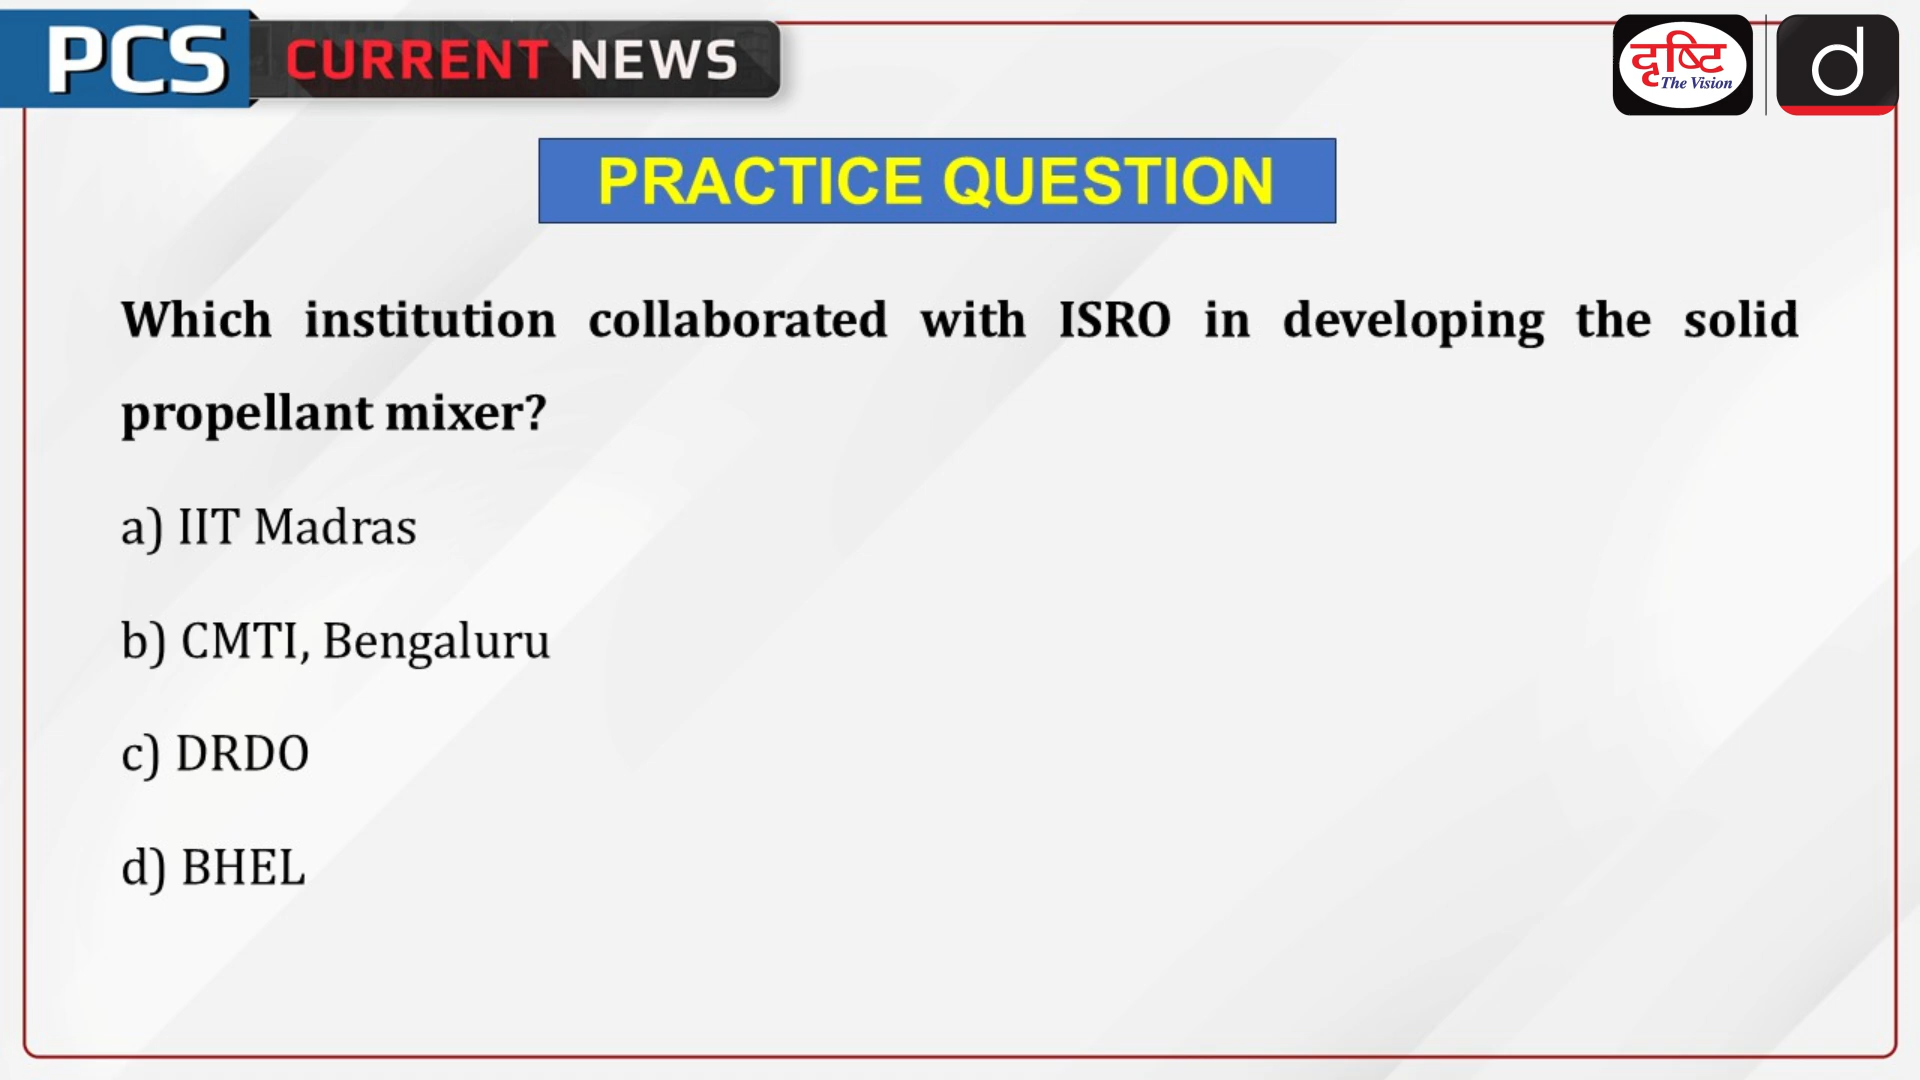 PCS CURRENT NEWS
दृष्टि
The Vision
d
PRACTICE QUESTION
Which institution collaborated with ISRO in developing the solid
propellant mixer?
a) IIT Madras
b) CMTI, Bengaluru
c) DRDO
d) BHEL